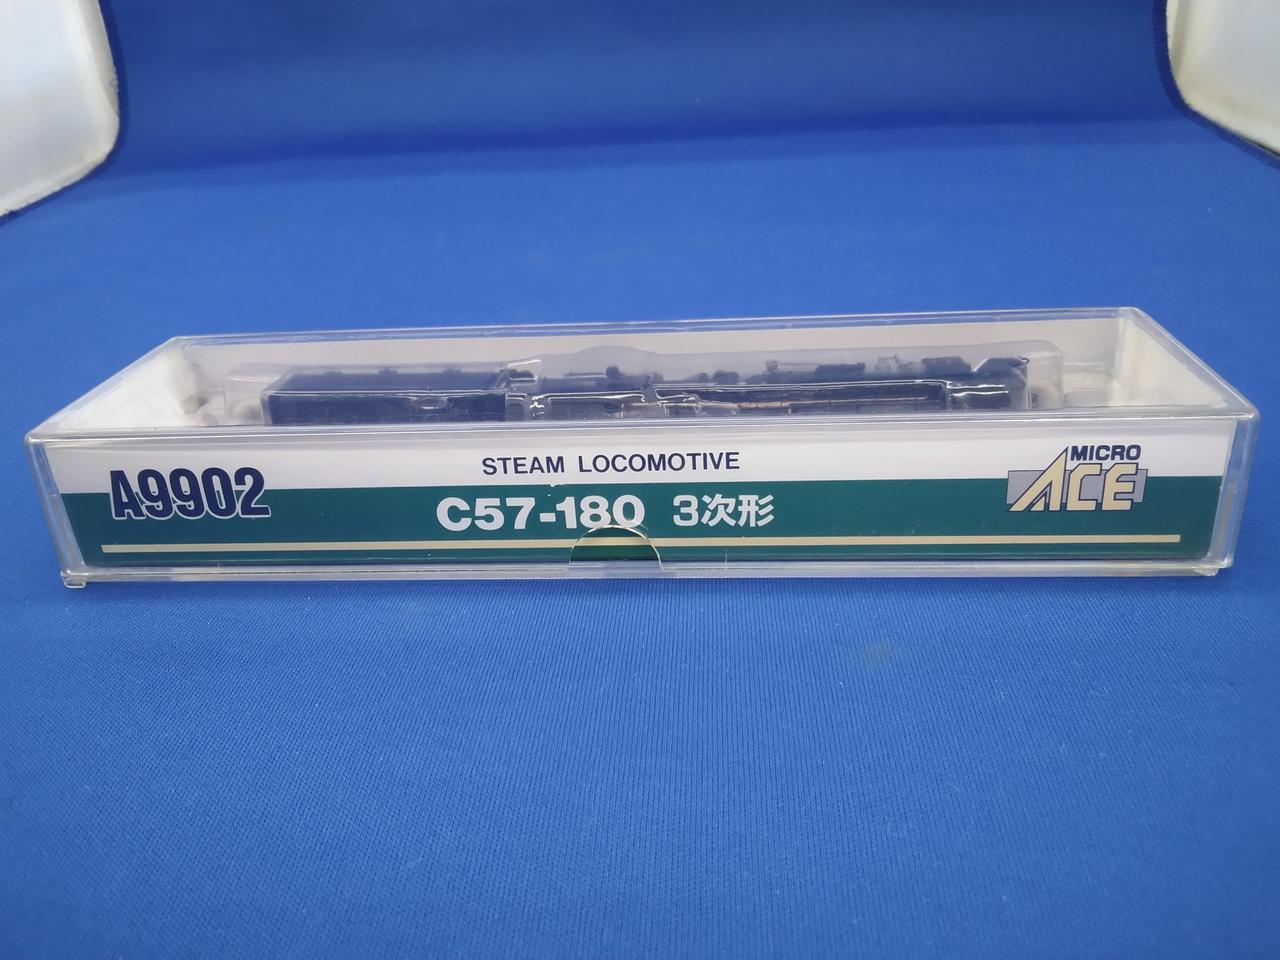 A9902
STEAM LOCOMOTIVE
C57-180 3次形
MICRO
ACE